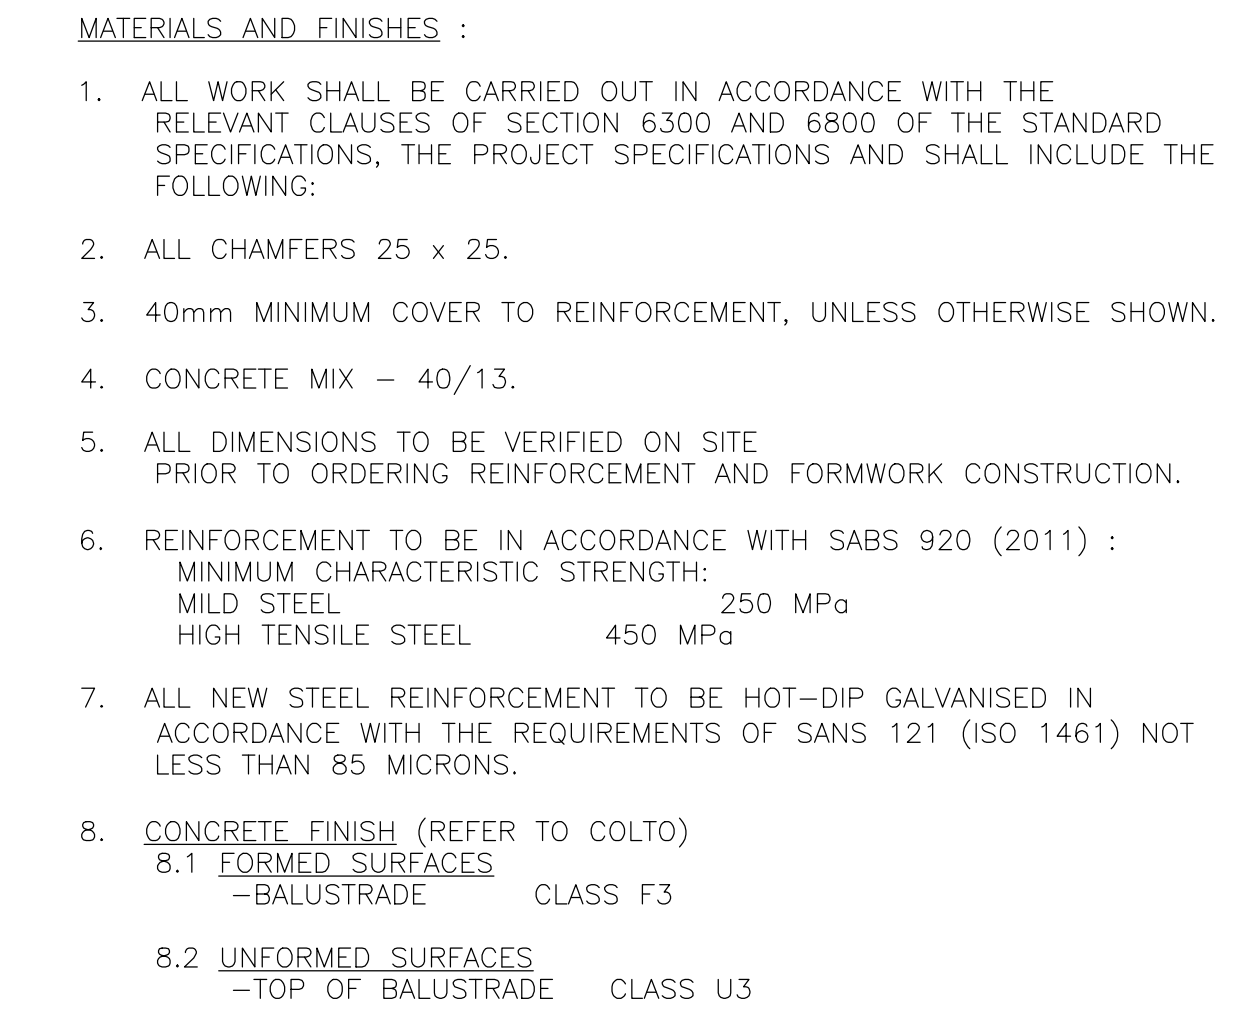 MATERIALS AND FINISHES :
1. ALL WORK SHALL BE CARRIED OUT IN ACCORDANCE WITH THE
RELEVANT CLAUSES OF SECTION 6300 AND 6800 OF THE STANDARD
SPECIFICATIONS, THE PROJECT SPECIFICATIONS AND SHALL INCLUDE THE
FOLLOWING:
2. ALL CHAMFERS 25 x 25.
3. 40mm MINIMUM COVER TO REINFORCEMENT, UNLESS OTHERWISE SHOWN.
4. CONCRETE MIX – 40/13.
5. ALL DIMENSIONS TO BE VERIFIED ON SITE
PRIOR TO ORDERING REINFORCEMENT AND FORMWORK CONSTRUCTION.
6. REINFORCEMENT TO BE IN ACCORDANCE WITH SABS 920 (2011) :
MINIMUM CHARACTERISTIC STRENGTH:
MILD STEEL 250 MPa
HIGH TENSILE STEEL 450 MPa
7. ALL NEW STEEL REINFORCEMENT TO BE HOT–DIP GALVANISED IN
ACCORDANCE WITH THE REQUIREMENTS OF SANS 121 (ISO 1461) NOT
LESS THAN 85 MICRONS.
8. CONCRETE FINISH (REFER TO COLTO)
8.1 FORMED SURFACES
–BALUSTRADE CLASS F3
8.2 UNFORMED SURFACES
–TOP OF BALUSTRADE CLASS U3